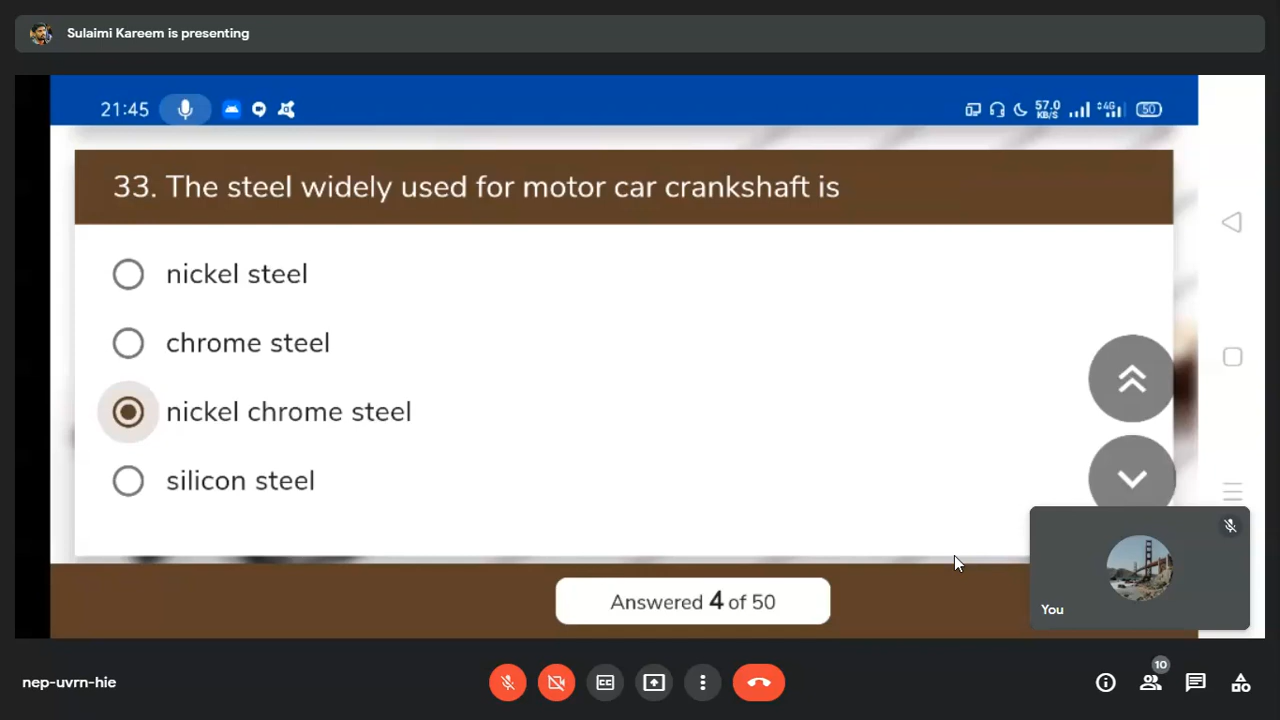 Sulaimi Kareem is presenting
21:45
57.0
KB/S
4G
50
33. The steel widely used for motor car crankshaft is
nickel steel
chrome steel
nickel chrome steel
silicon steel
Answered 4 of 50
You
nep-uvrn-hie
CC
10